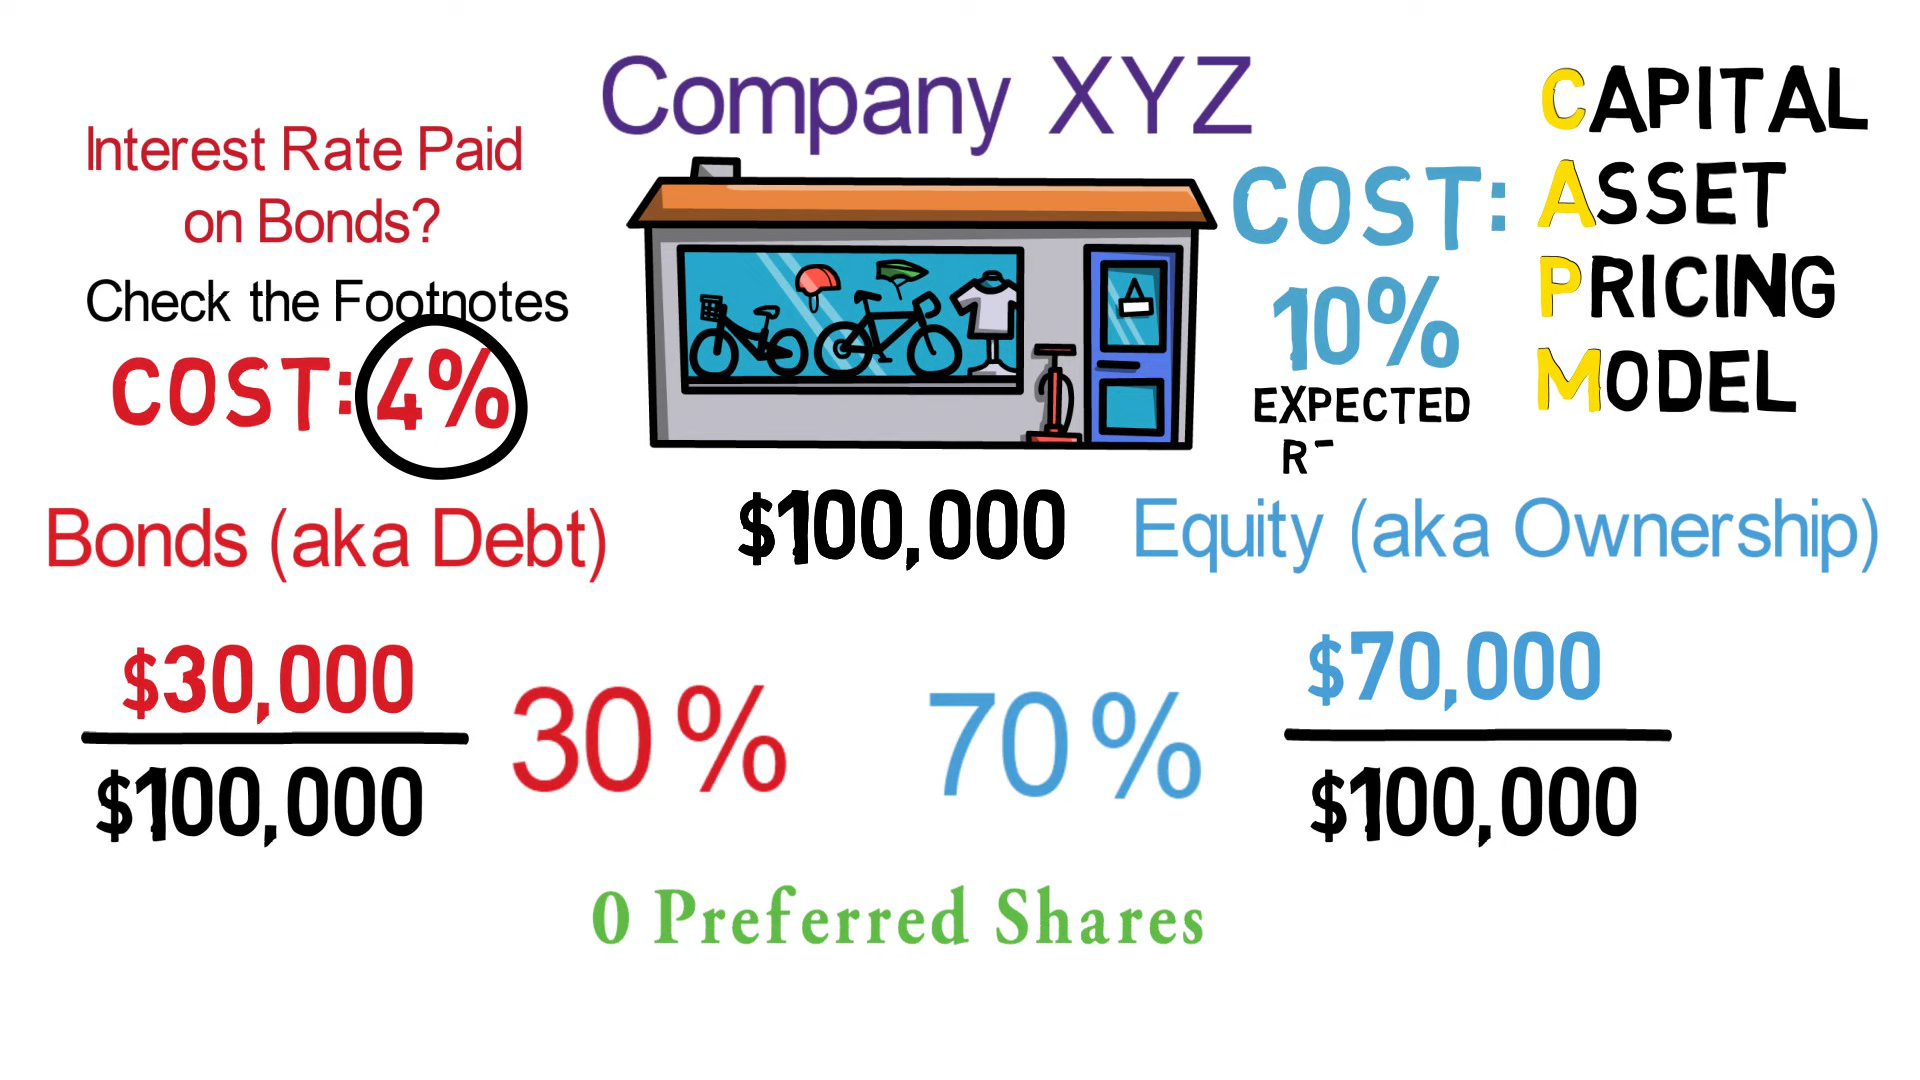 Company XYZ
Interest Rate Paid
on Bonds?
Check the Footnotes
COST: 4%
COST:
10%
EXPECTED
R
CAPITAL
ASSET
PRICING
MODEL
Bonds (aka Debt)
$100,000
Equity (aka Ownership)
$30,000
$100,000
30%
70%
$70,000
$100,000
0 Preferred Shares